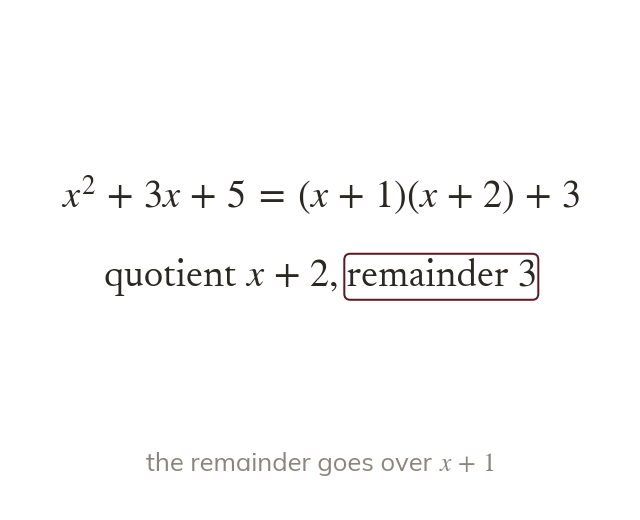 x² + 3x + 5 = (x + 1)(x + 2) + 3
quotient x + 2, remainder 3
the remainder goes over x + 1